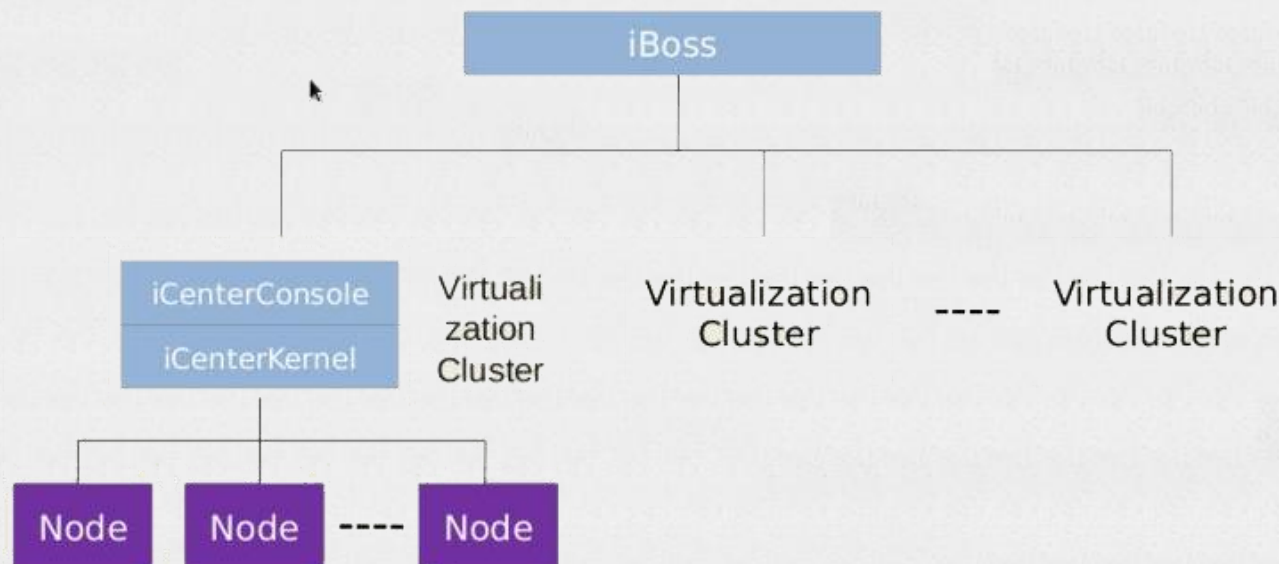 iBoss
iCenterConsole
iCenterKernel
Virtuali
zation
Cluster
Virtualization
Cluster
----
Virtualization
Cluster
Node
Node
----
Node